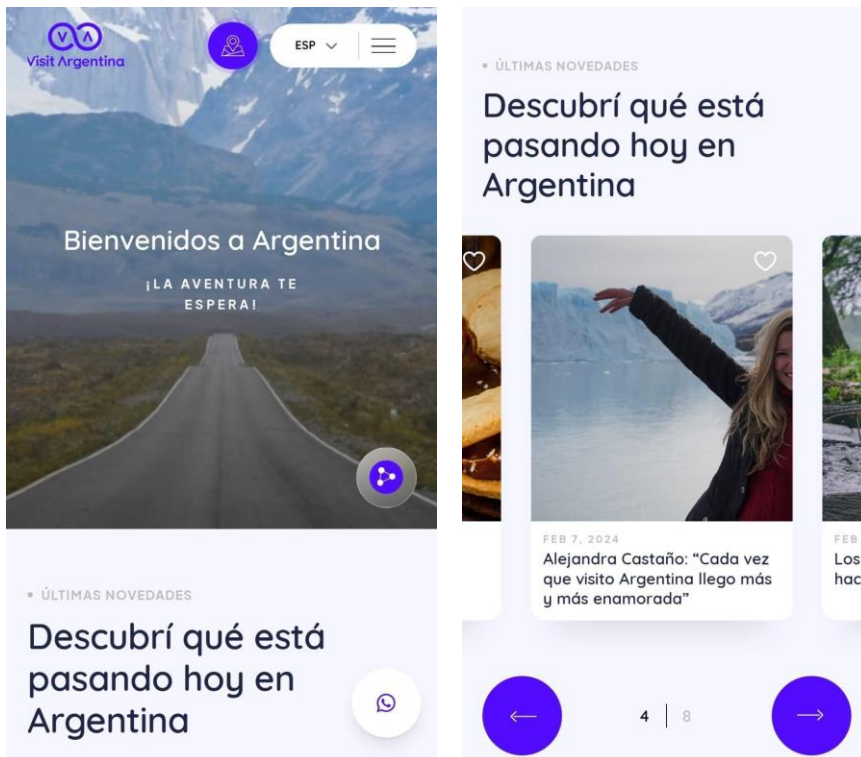 Visit Argentina
ESP
Bienvenidos a Argentina
¡LA AVENTURA TE
ESPERA!
• ÚLTIMAS NOVEDADES
Descubrí qué está
pasando hoy en
Argentina
• ÚLTIMAS NOVEDADES
Descubrí qué está
pasando hoy en
Argentina
FEB 7, 2024
Alejandra Castaño: “Cada vez
que visito Argentina llego más
y más enamorada”
FEB
Los
hac
4 | 8